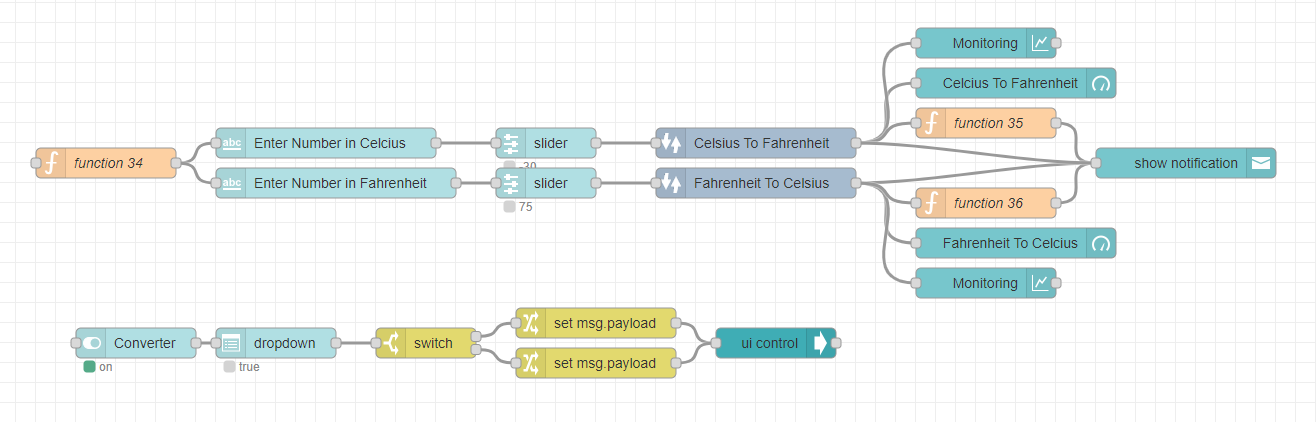 Monitoring
Celcius To Fahrenheit
function 35
abc Enter Number in Celcius
slider
Celsius To Fahrenheit
30
function 34
show notification
abc Enter Number in Fahrenheit
slider
Fahrenheit To Celsius
75
function 36
Fahrenheit To Celcius
Monitoring
set msg.payload
Converter
dropdown
switch
ui control
on
true
set msg.payload